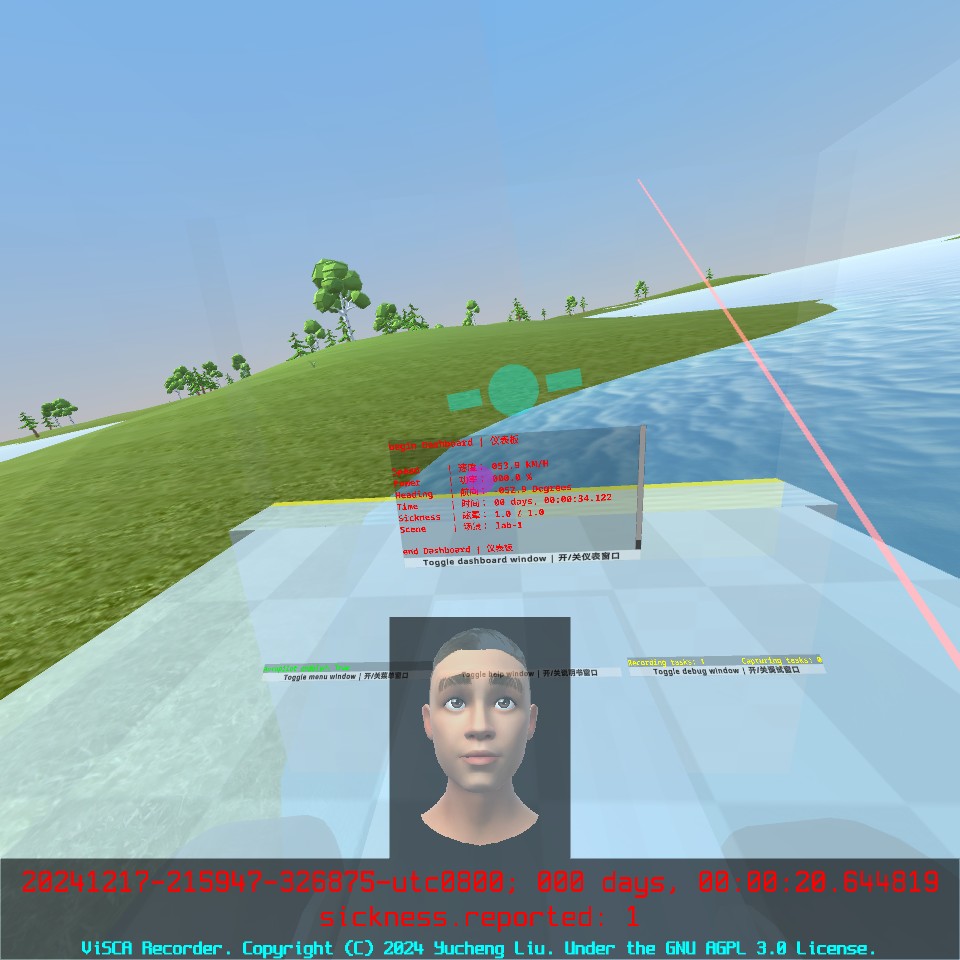 begin Dashboard | 仪表板
Speed | 速度： 053.9 kM/H
Power | 功率： 000.0 %
Heading | 航向： -052.9 Degrees
Time | 时间： 00 days, 00:00:34.122
Sickness | 眩晕： 1.0 / 1.0
Scene | 场景： lab-1
end Dashboard | 仪表板
Toggle dashboard window | 开/关仪表窗口
Recording tasks: 1 Capturing tasks: 0
Toggle menu window | 开/关菜单窗口
Toggle help window | 开/关说明书窗口
Toggle debug window | 开/关调试窗口
20241217-215947-326875-utc0800; 000 days, 00:00:20.644819
sickness.reported: 1
ViSCA Recorder. Copyright (C) 2024 Yucheng Liu. Under the GNU AGPL 3.0 License.